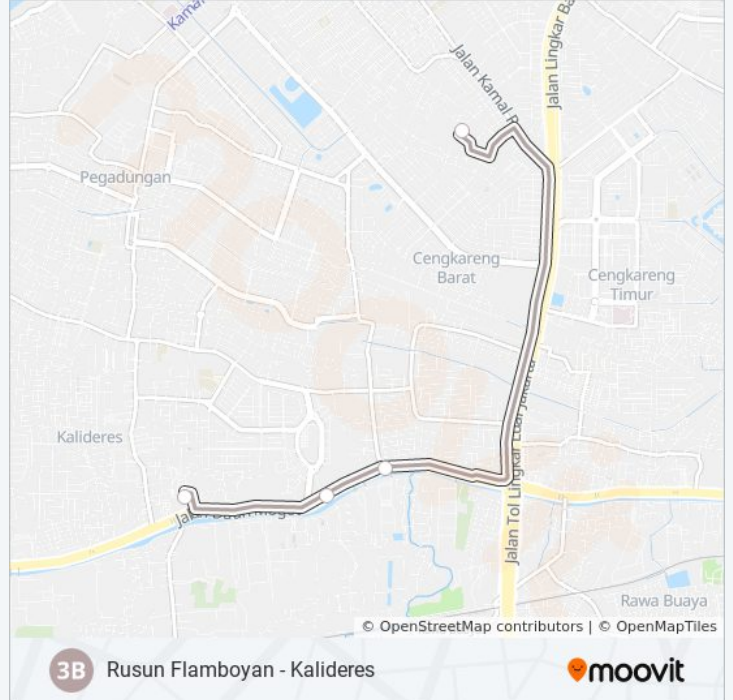 Kamal
Jalan Lingkar Ba
Jalan Kamal R
Pegadungan
Cengkareng
Barat
Cengkareng
Timur
Kalideres
Jalan Tol Lingkar Luar Jakarta
Rawa Buaya
© OpenStreetMap contributors | © OpenMapTiles
3B
Rusun Flamboyan - Kalideres
moovit